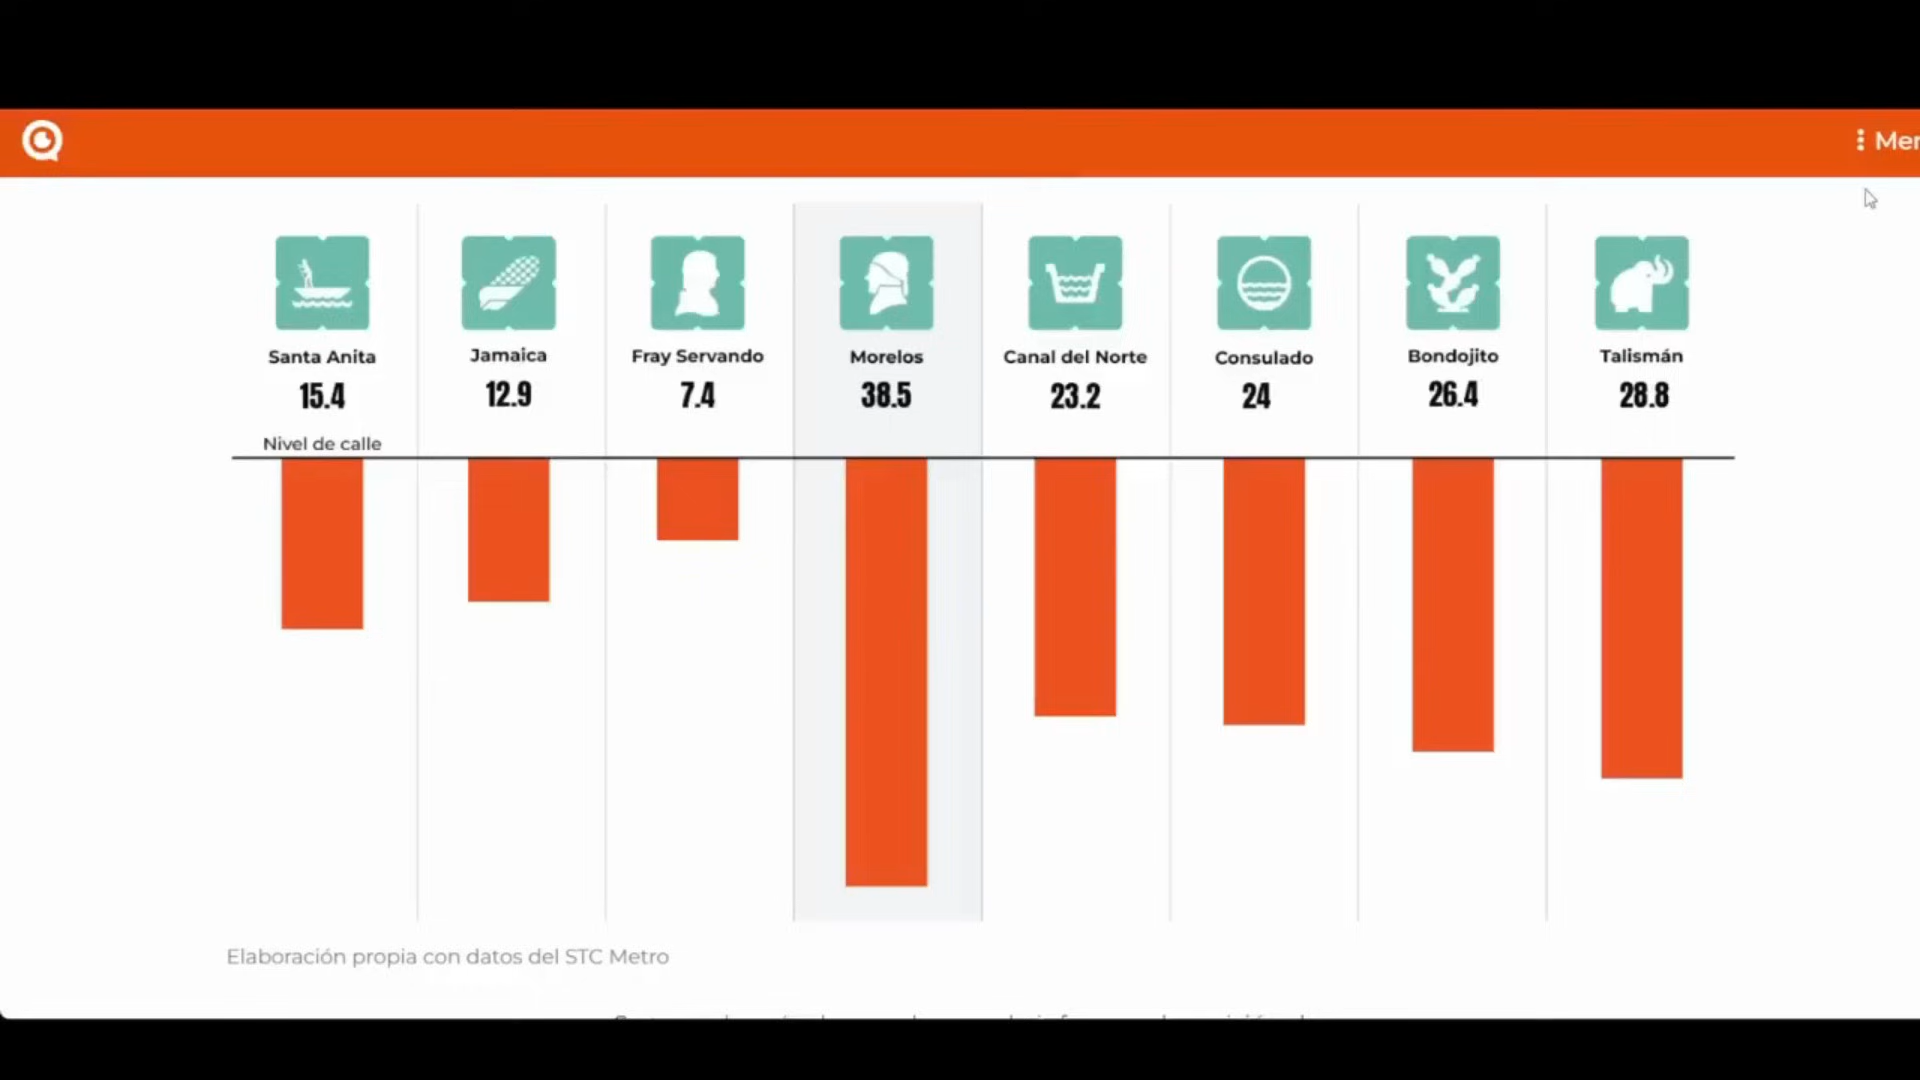 Men
Santa Anita
Jamaica
Fray Servando
Morelos
Canal del Norte
Consulado
Bondojito
Talismán
15.4
12.9
7.4
38.5
23.2
24
26.4
28.8
Nivel de calle
Elaboración propia con datos del STC Metro